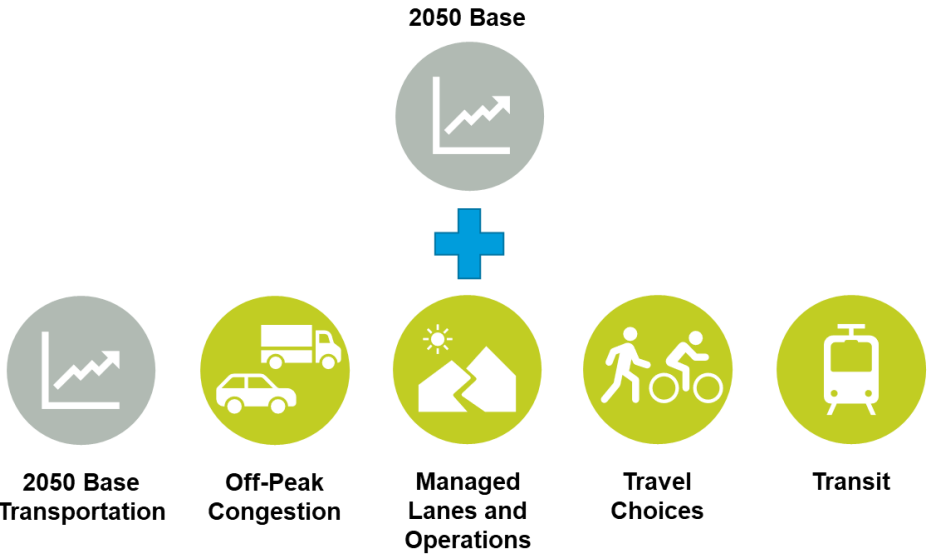 2050 Base
2050 Base
Transportation
Off-Peak
Congestion
Managed
Lanes and
Operations
Travel
Choices
Transit